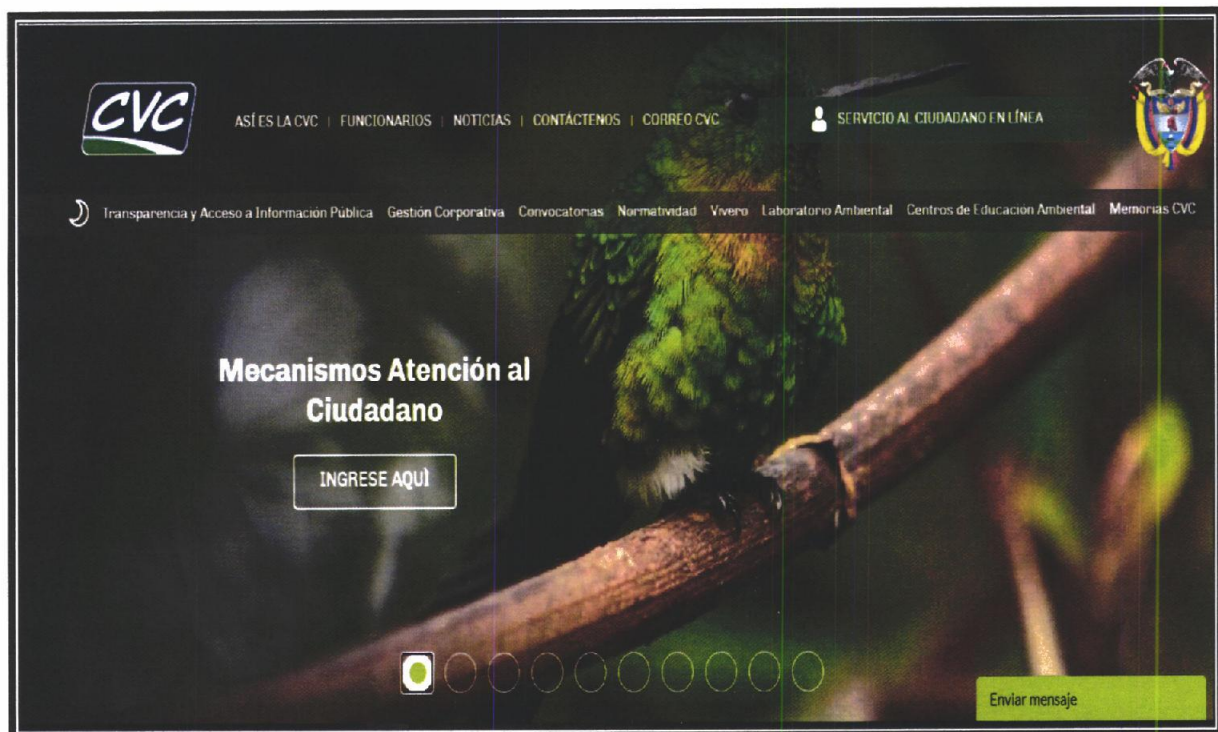 CVC
ASÍ ES LA CVC | FUNCIONARIOS | NOTICIAS | CONTÁCTENOS | CORREO CVC
SERVICIO AL CIUDADANO EN LÍNEA
Transparencia y Acceso a Información Pública Gestión Corporativa Convocatorias Normatividad Vivero Laboratorio Ambiental Centros de Educación Ambiental Memorias CVC
Mecanismos Atención al
Ciudadano
INGRESE AQUÌ
Enviar mensaje